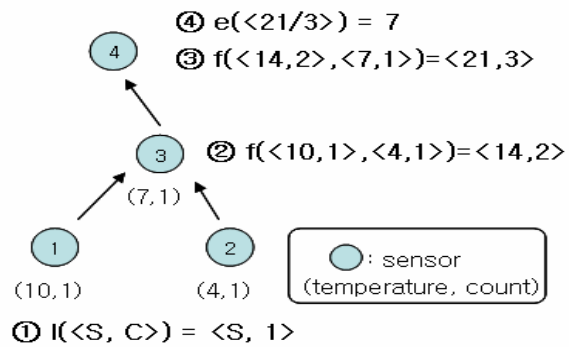 ④ e(<21/3>) = 7
4
③ f(<14,2>,<7,1>)=<21,3>
3
② f(<10,1>,<4,1>)=<14,2>
(7,1)
1
2
: sensor
(10,1)
(4,1)
(temperature, count)
① I(<S, C>) = <S, 1>